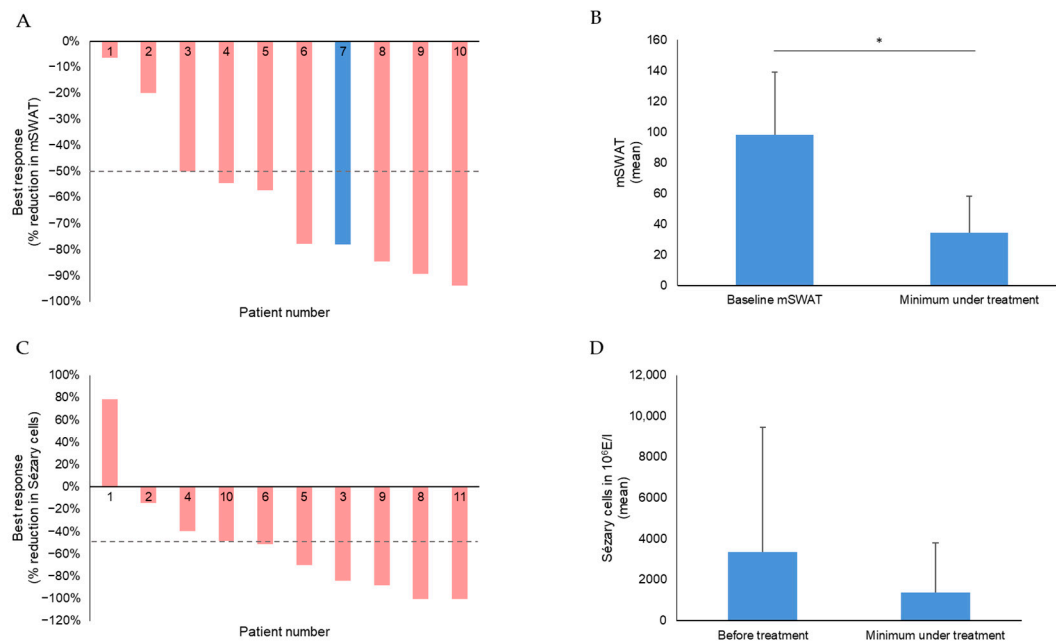 A
0%
−10%
−20%
−30%
−40%
−50%
−60%
−70%
−80%
−90%
−100%
Best response
(% reduction in mSWAT)
1 2 3 4 5 6 7 8 9 10
Patient number
B
160
140
120
100
80
60
40
20
0
mSWAT
(mean)
*
Baseline mSWAT Minimum under treatment
C
100%
80%
60%
40%
20%
0%
−20%
−40%
−60%
−80%
−100%
−120%
Best response
(% reduction in Sézary cells)
1 2 4 10 6 5 3 9 8 11
Patient number
D
12,000
10,000
8000
6000
4000
2000
0
Sézary cells in 10⁶E/l
(mean)
Before treatment Minimum under treatment